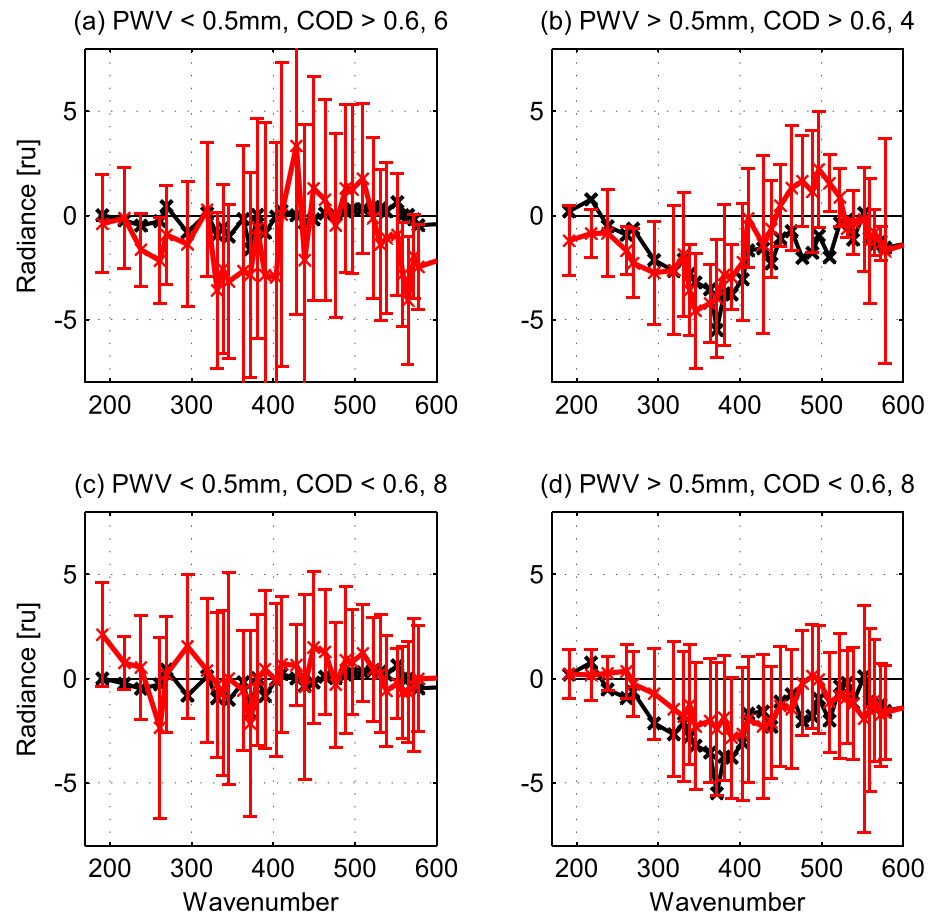 (a) PWV < 0.5mm, COD > 0.6, 6
(b) PWV > 0.5mm, COD > 0.6, 4
Radiance [ru]
5
0
-5
200 300 400 500 600
5
0
-5
200 300 400 500 600
(c) PWV < 0.5mm, COD < 0.6, 8
(d) PWV > 0.5mm, COD < 0.6, 8
Radiance [ru]
5
0
-5
200 300 400 500 600
Wavenumber
5
0
-5
200 300 400 500 600
Wavenumber